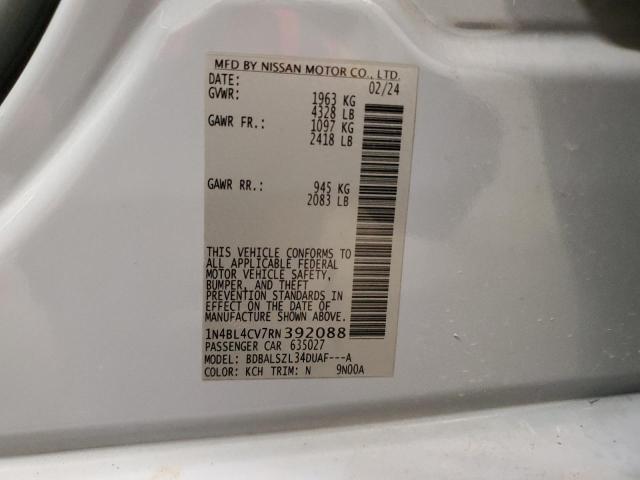 MFD BY NISSAN MOTOR CO., LTD.
DATE: 02/24
GVWR: 1963 KG
4328 LB
GAWR FR.: 1097 KG
2418 LB
GAWR RR.: 945 KG
2083 LB
THIS VEHICLE CONFORMS TO
ALL APPLICABLE FEDERAL
MOTOR VEHICLE SAFETY,
BUMPER, AND THEFT
PREVENTION STANDARDS IN
EFFECT ON THE DATE OF
MANUFACTURE SHOWN ABOVE.
1N4BL4CV7RN392088
PASSENGER CAR 635027
MODEL: BDBALSZL34DUAF---A
COLOR: KCH TRIM: N 9N00A